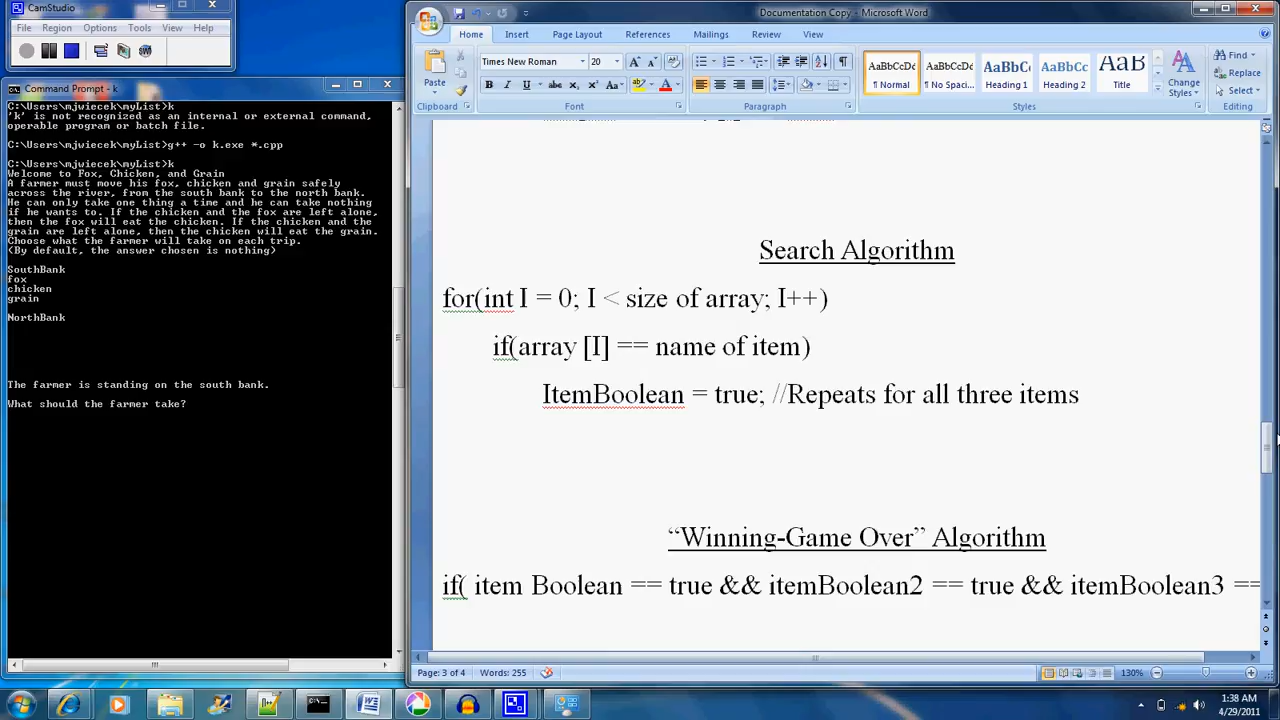 CamStudio
File Region Options Tools View Help
Command Prompt - k
C:\Users\mjwiecek\myList>k
'k' is not recognized as an internal or external command,
operable program or batch file.
C:\Users\mjwiecek\myList>g++ -o k.exe *.cpp
C:\Users\mjwiecek\myList>k
Welcome to Fox, Chicken, and Grain
A farmer must move his fox, chicken and grain safely
across the river, from the south bank to the north bank.
He can only take one thing a time and he can take nothing
if he wants to. If the chicken and the fox are left alone,
then the fox will eat the chicken. If the chicken and the
grain are left alone, then the chicken will eat the grain.
Choose what the farmer will take on each trip.
(By default, the answer chosen is nothing)
SouthBank
fox
chicken
grain
NorthBank
The farmer is standing on the south bank.
What should the farmer take?
Documentation Copy - Microsoft Word
Home Insert Page Layout References Mailings Review View
Paste
Times New Roman 20
AaBbCcDc AaBbCcDc AaBbC AaBbCc AaB
¶ Normal ¶ No Spaci... Heading 1 Heading 2 Title
Change Styles
Find
Replace
Select
Clipboard Font Paragraph Styles Editing
Search Algorithm
for(int I = 0; I < size of array; I++)
if(array [I] == name of item)
ItemBoolean = true; //Repeats for all three items
“Winning-Game Over” Algorithm
if( item Boolean == true && itemBoolean2 == true && itemBoolean3 ==
Page: 3 of 4 Words: 255 130%
1:38 AM
4/29/2011